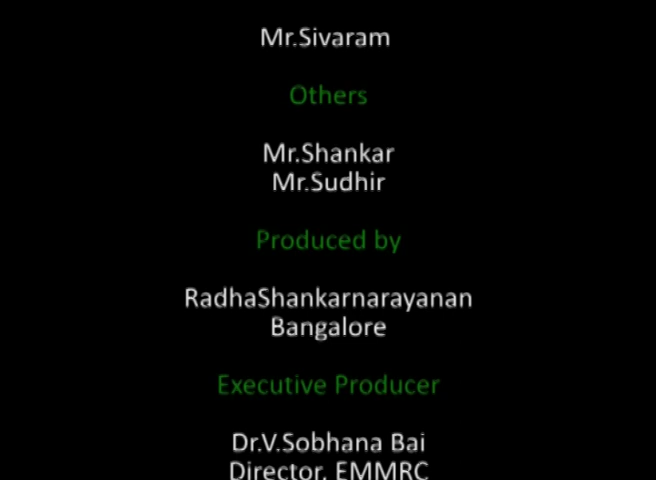 Mr.Sivaram
Others
Mr.Shankar
Mr.Sudhir
Produced by
RadhaShankarnarayanan
Bangalore
Executive Producer
Dr.V.Sobhana Bai
Director, EMMRC